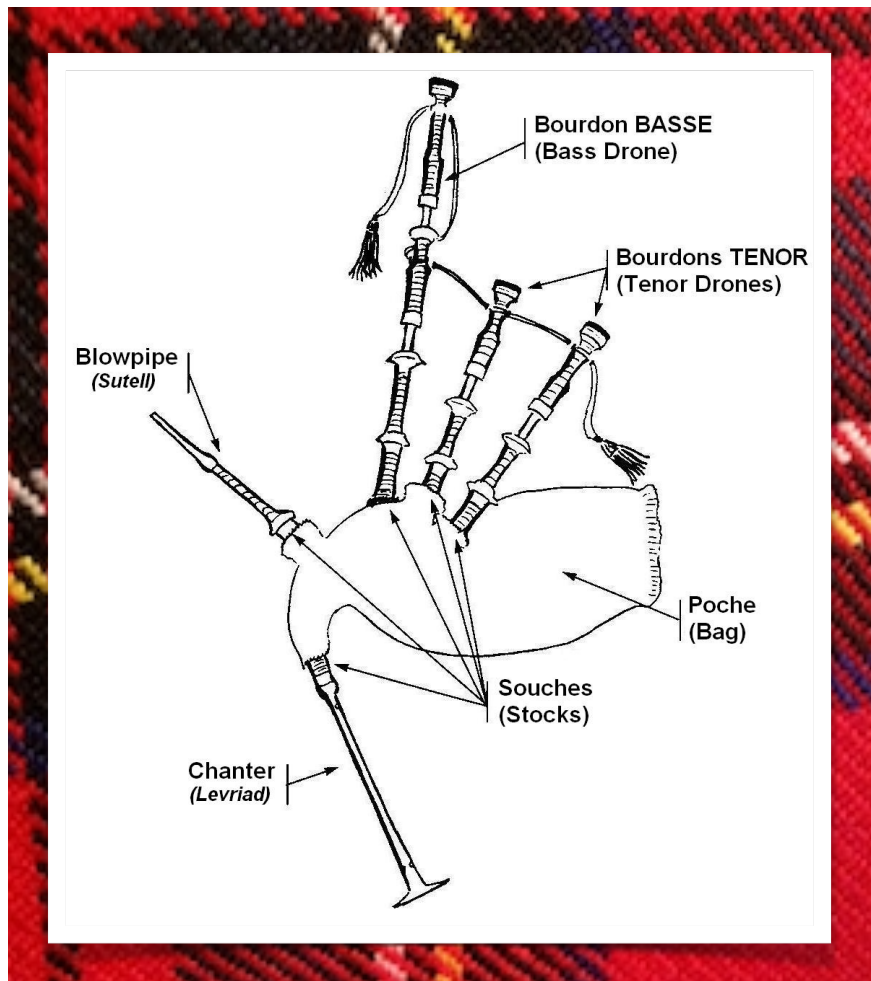 Bourdon BASSE
(Bass Drone)
Bourdons TENOR
(Tenor Drones)
Blowpipe
(Sutell)
Poche
(Bag)
Souches
(Stocks)
Chanter
(Levriad)